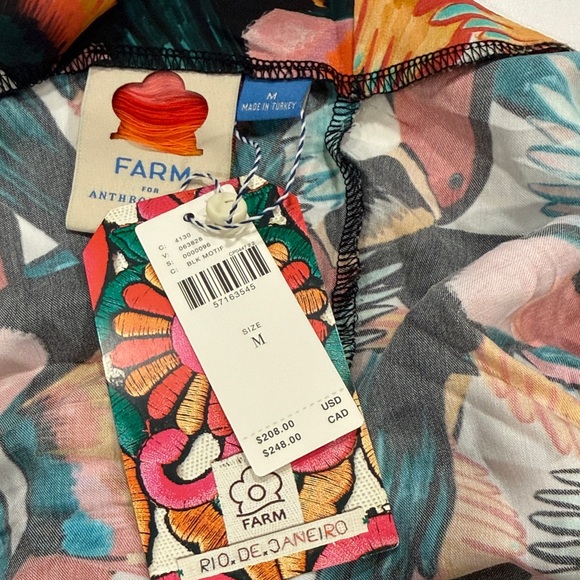 M
MADE IN TURKEY
FARM
FOR
C: 4130
V: 063826
S: 0000096
C: BLK MOTIF
57163545
SIZE
M
$208.00 USD
$248.00 CAD
FARM
RIO.DE.JANEIRO